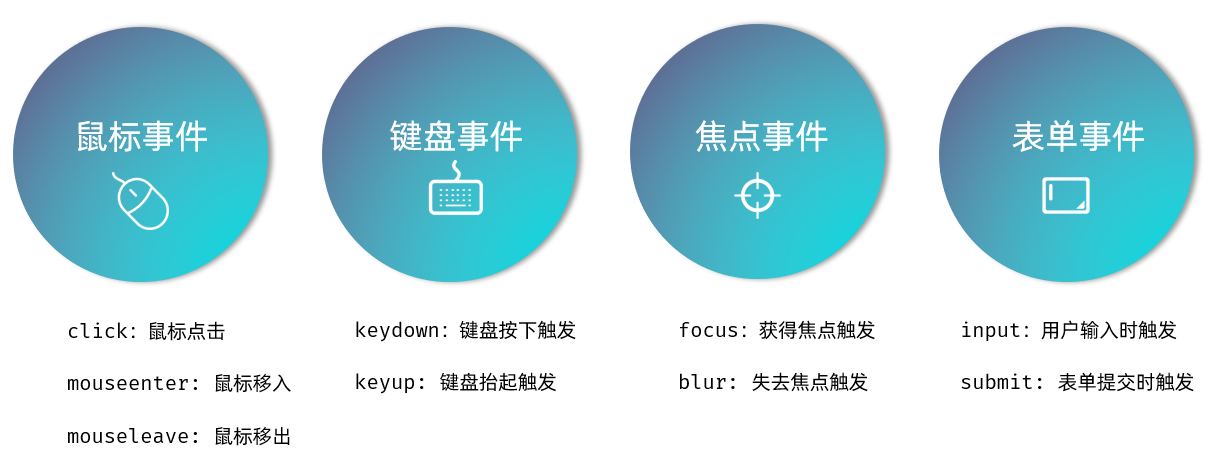 鼠标事件
键盘事件
焦点事件
表单事件
click: 鼠标点击
mouseenter: 鼠标移入
mouseleave: 鼠标移出
keydown: 键盘按下触发
keyup: 键盘抬起触发
focus: 获得焦点触发
blur: 失去焦点触发
input: 用户输入时触发
submit: 表单提交时触发